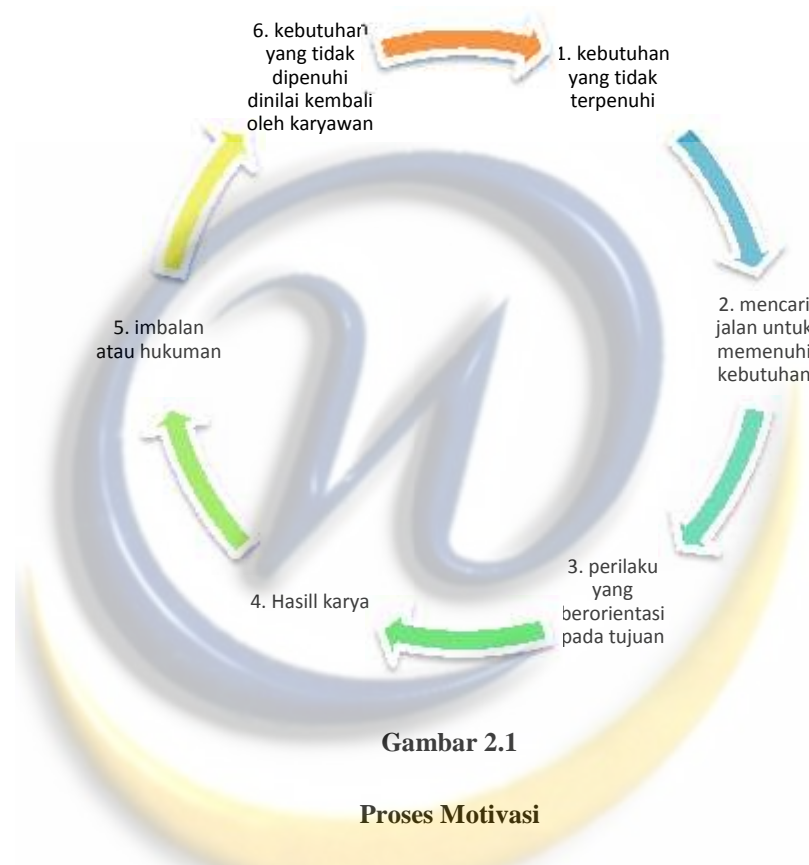 1. kebutuhan
yang tidak
terpenuhi
2. mencari
jalan untuk
memenuhi
kebutuhan
3. perilaku
yang
berorientasi
pada tujuan
4. Hasill karya
5. imbalan
atau hukuman
6. kebutuhan
yang tidak
dipenuhi
dinilai kembali
oleh karyawan
Gambar 2.1
Proses Motivasi